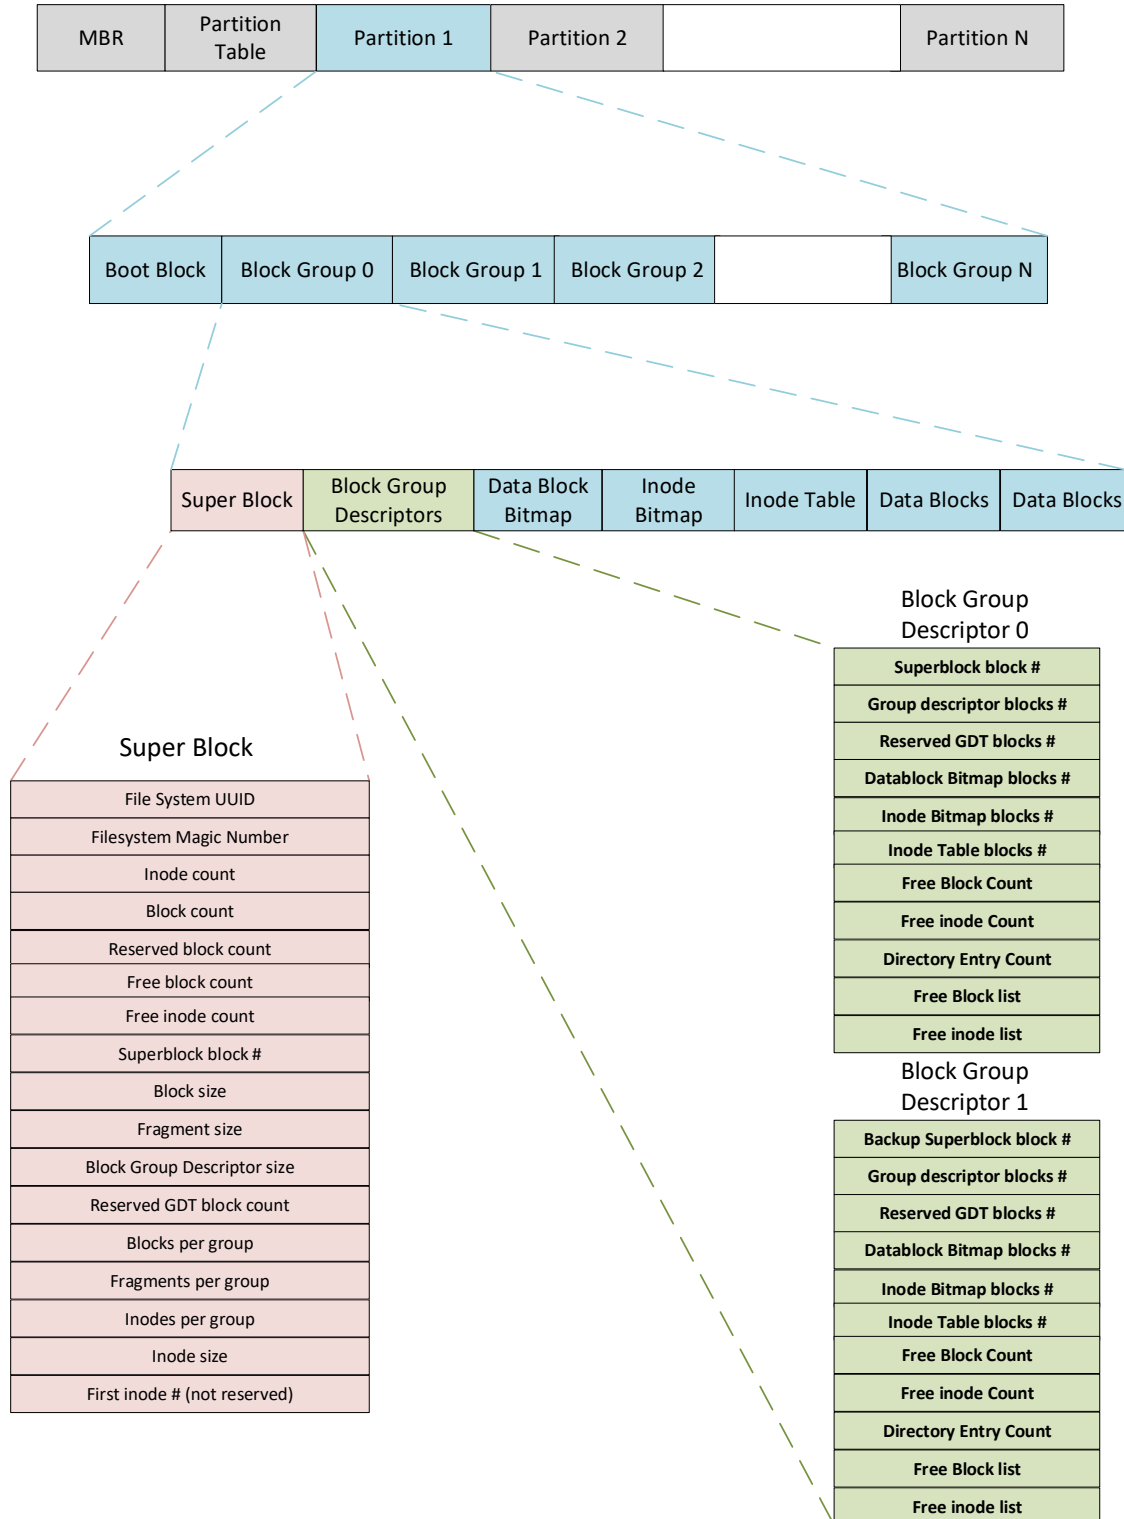 MBR
Partition
Table
Partition 1
Partition 2
Partition N
Boot Block
Block Group 0
Block Group 1
Block Group 2
Block Group N
Super Block
Block Group
Descriptors
Data Block
Bitmap
Inode
Bitmap
Inode Table
Data Blocks
Data Blocks
Super Block
File System UUID
Filesystem Magic Number
Inode count
Block count
Reserved block count
Free block count
Free inode count
Superblock block #
Block size
Fragment size
Block Group Descriptor size
Reserved GDT block count
Blocks per group
Fragments per group
Inodes per group
Inode size
First inode # (not reserved)
Block Group
Descriptor 0
Superblock block #
Group descriptor blocks #
Reserved GDT blocks #
Datablock Bitmap blocks #
Inode Bitmap blocks #
Inode Table blocks #
Free Block Count
Free inode Count
Directory Entry Count
Free Block list
Free inode list
Block Group
Descriptor 1
Backup Superblock block #
Group descriptor blocks #
Reserved GDT blocks #
Datablock Bitmap blocks #
Inode Bitmap blocks #
Inode Table blocks #
Free Block Count
Free inode Count
Directory Entry Count
Free Block list
Free inode list